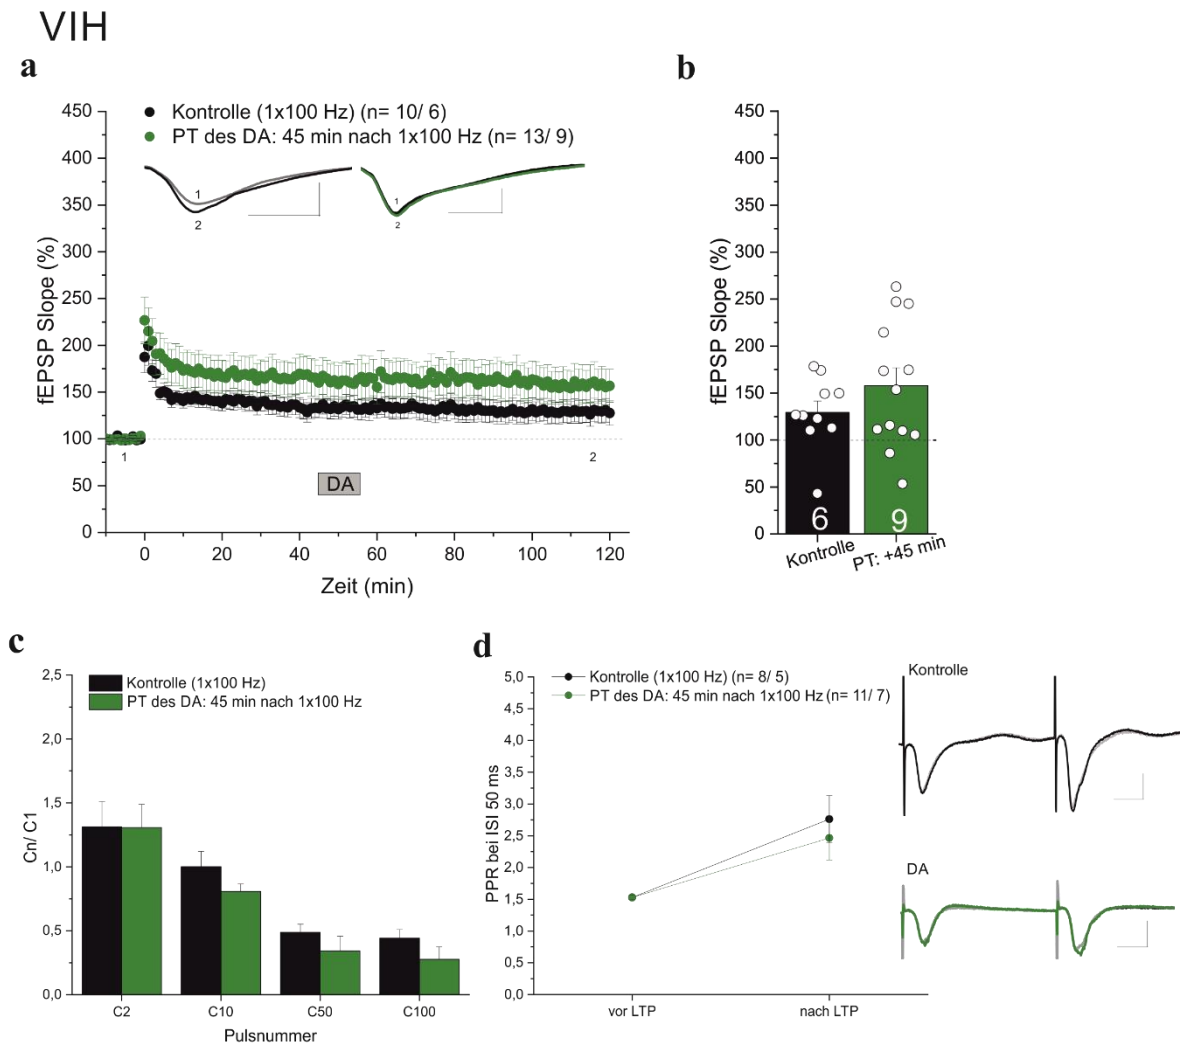 VIH
a
Kontrolle (1x100 Hz) (n= 10/ 6)
PT des DA: 45 min nach 1x100 Hz (n= 13/ 9)
fEPSP Slope (%)
450
400
350
300
250
200
150
100
50
0
1
2
1
2
1
2
DA
0
20
40
60
80
100
120
Zeit (min)
b
fEPSP Slope (%)
450
400
350
300
250
200
150
100
50
0
6
9
Kontrolle
PT: +45 min
c
Kontrolle (1x100 Hz)
PT des DA: 45 min nach 1x100 Hz
Cn/ C1
2,5
2,0
1,5
1,0
0,5
0,0
C2
C10
C50
C100
Pulsnummer
d
Kontrolle (1x100 Hz) (n= 8/ 5)
PT des DA: 45 min nach 1x100 Hz (n= 11/ 7)
PPR bei ISI 50 ms
5,0
4,5
4,0
3,5
3,0
2,5
2,0
1,5
1,0
0,5
0,0
vor LTP
nach LTP
Kontrolle
DA